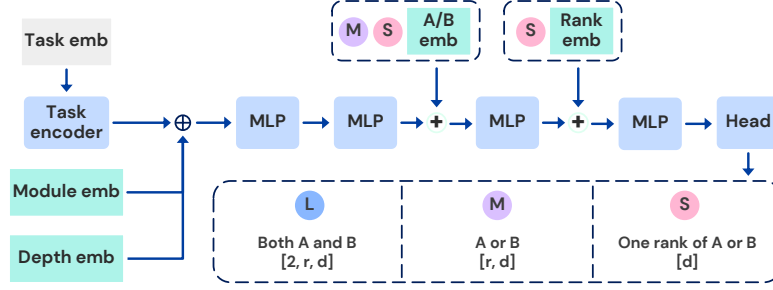 Task emb
M S A/B
emb
S Rank
emb
Task
encoder
⊕
MLP
MLP
+
MLP
+
MLP
Head
Module emb
Depth emb
L
Both A and B
[2, r, d]
M
A or B
[r, d]
S
One rank of A or B
[d]